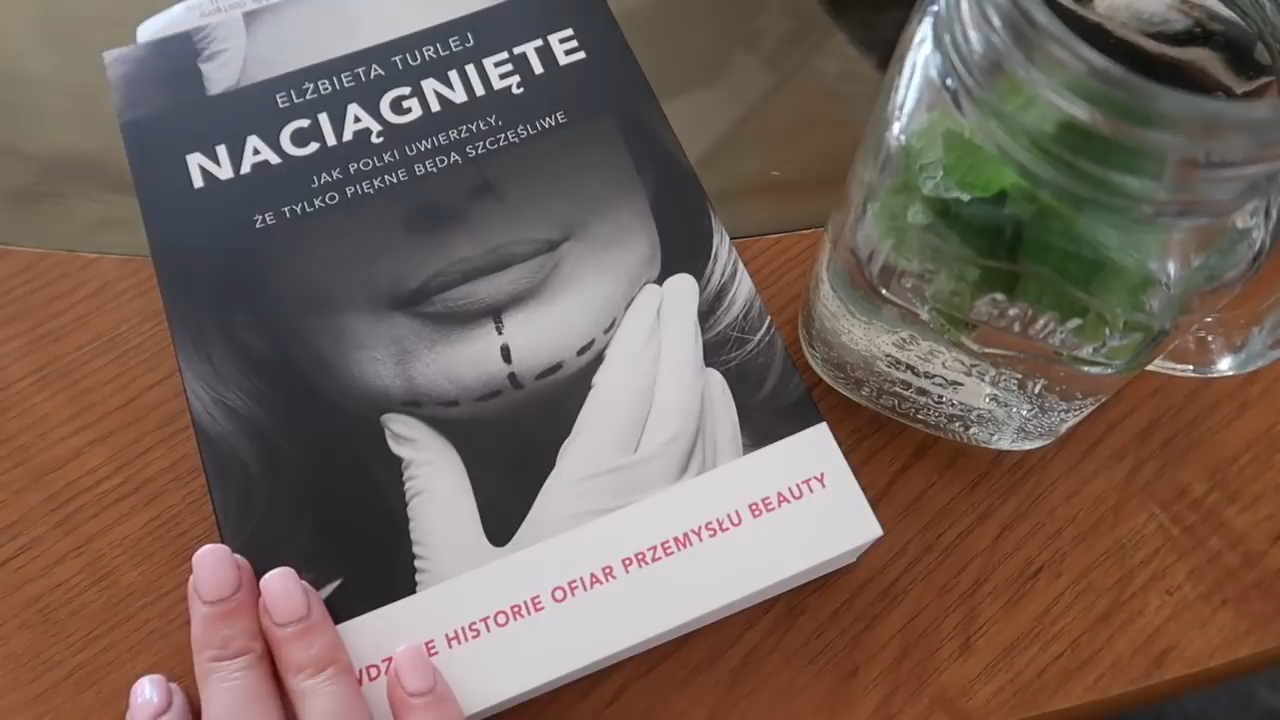 ELŻBIETA TURLEJ
NACIĄGNIĘTE
JAK POLKI UWIERZYŁY,
ŻE TYLKO PIĘKNE BĘDĄ SZCZĘŚLIWE
HISTORIE OFIAR PRZEMYSŁU BEAUTY